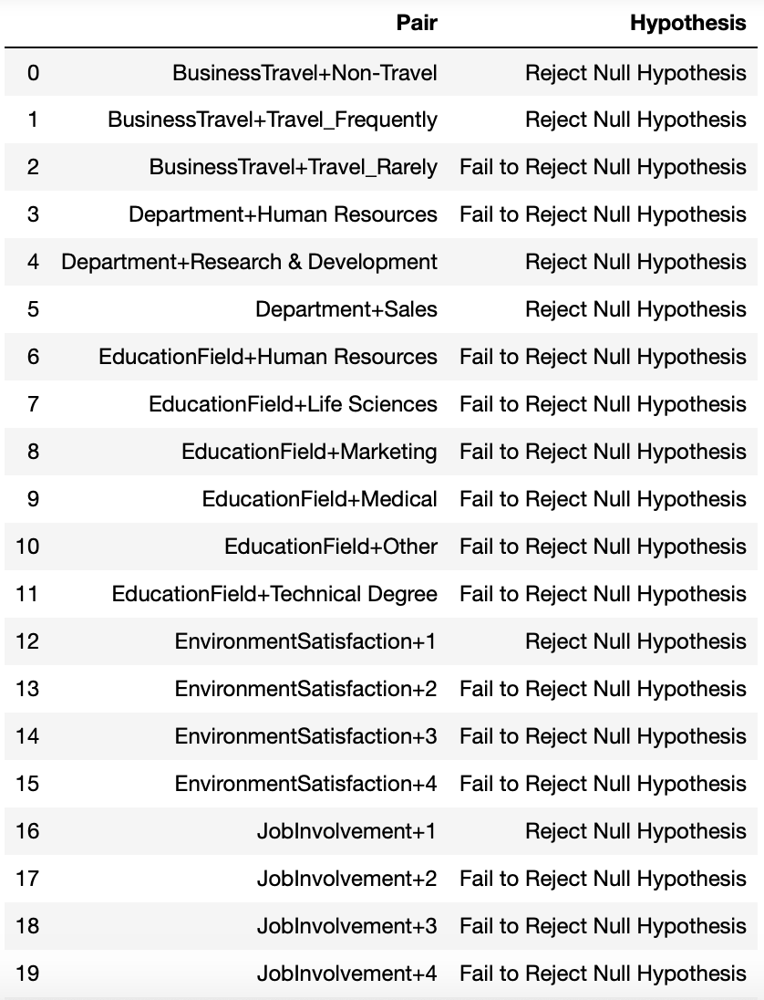 Pair Hypothesis
0 BusinessTravel+Non-Travel Reject Null Hypothesis
1 BusinessTravel+Travel_Frequently Reject Null Hypothesis
2 BusinessTravel+Travel_Rarely Fail to Reject Null Hypothesis
3 Department+Human Resources Fail to Reject Null Hypothesis
4 Department+Research & Development Reject Null Hypothesis
5 Department+Sales Reject Null Hypothesis
6 EducationField+Human Resources Fail to Reject Null Hypothesis
7 EducationField+Life Sciences Fail to Reject Null Hypothesis
8 EducationField+Marketing Fail to Reject Null Hypothesis
9 EducationField+Medical Fail to Reject Null Hypothesis
10 EducationField+Other Fail to Reject Null Hypothesis
11 EducationField+Technical Degree Fail to Reject Null Hypothesis
12 EnvironmentSatisfaction+1 Reject Null Hypothesis
13 EnvironmentSatisfaction+2 Fail to Reject Null Hypothesis
14 EnvironmentSatisfaction+3 Fail to Reject Null Hypothesis
15 EnvironmentSatisfaction+4 Fail to Reject Null Hypothesis
16 JobInvolvement+1 Reject Null Hypothesis
17 JobInvolvement+2 Fail to Reject Null Hypothesis
18 JobInvolvement+3 Fail to Reject Null Hypothesis
19 JobInvolvement+4 Fail to Reject Null Hypothesis